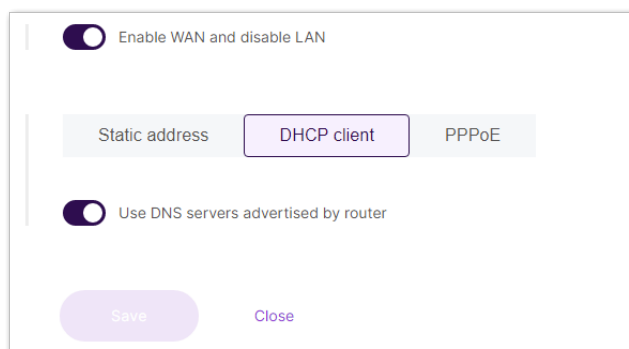 Enable WAN and disable LAN
Static address DHCP client PPPoE
Use DNS servers advertised by router
Save Close